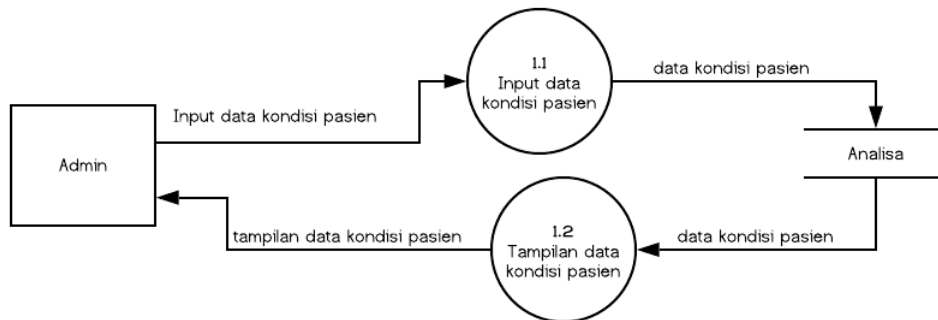 1.1
Input data
kondisi pasien
data kondisi pasien
Input data kondisi pasien
Admin
Analisa
1.2
Tampilan data
kondisi pasien
tampilan data kondisi pasien
data kondisi pasien